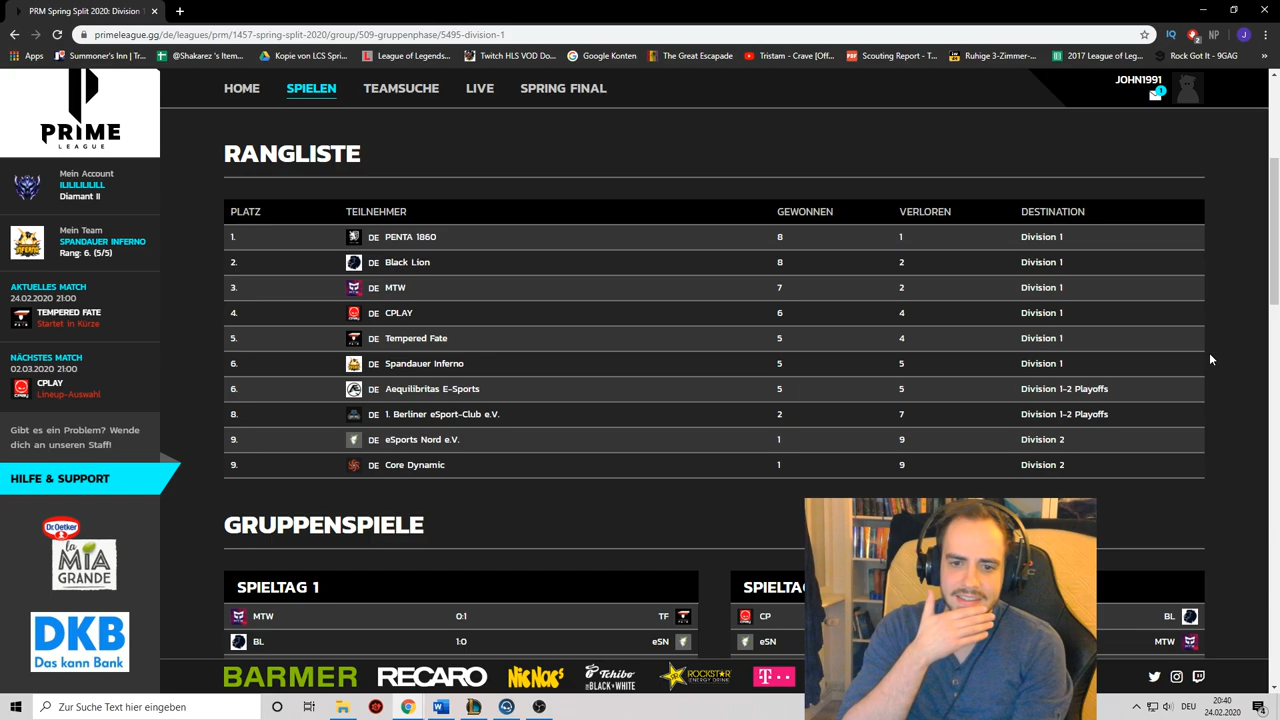 PRM Spring Split 2020: Division 1
primeleague.gg/de/leagues/prm/1457-spring-split-2020/group/509-gruppenphase/5495-division-1
Apps
Summoner's Inn | Tr...
@Shakarez 's Item...
Kopie von LCS Spri...
League of Legends...
Twitch HLS VOD Do...
Google Konten
The Great Escapade
Tristam - Crave [Off...
Scouting Report - T...
Ruhige 3-Zimmer-...
2017 League of Leg...
Rock Got It - 9GAG
PRIME
LEAGUE
HOME
SPIELEN
TEAMSUCHE
LIVE
SPRING FINAL
JOHN1991
1
Mein Account
Diamant II
Mein Team
SPANDAUER INFERNO
Rang: 6. (5/5)
AKTUELLES MATCH
24.02.2020 21:00
TEMPERED FATE
Startet in Kürze
NÄCHSTES MATCH
02.03.2020 21:00
CPLAY
Lineup-Auswahl
Gibt es ein Problem? Wende
dich an unseren Staff!
HILFE & SUPPORT
Dr. Oetker
la
MiA
GRANDE
DKB
Das kann Bank
RANGLISTE
PLATZ TEILNEHMER GEWONNEN VERLOREN DESTINATION
1. DE PENTA 1860 8 1 Division 1
2. DE Black Lion 8 2 Division 1
3. DE MTW 7 2 Division 1
4. DE CPLAY 6 4 Division 1
5. DE Tempered Fate 5 4 Division 1
6. DE Spandauer Inferno 5 5 Division 1
6. DE Aequilibritas E-Sports 5 5 Division 1-2 Playoffs
8. DE 1. Berliner eSport-Club e.V. 2 7 Division 1-2 Playoffs
9. DE eSports Nord e.V. 1 9 Division 2
9. DE Core Dynamic 1 9 Division 2
GRUPPENSPIELE
SPIELTAG 1
MTW 0:1 TF
BL 1:0 eSN
SPIELTAG
CP BL
eSN MTW
BARMER
RECARO
NicNac's
Tchibo
BLACK'N WHITE
ROCKSTAR
ENERGY DRINK
T
Zur Suche Text hier eingeben
DEU
20:40
24.02.2020
4